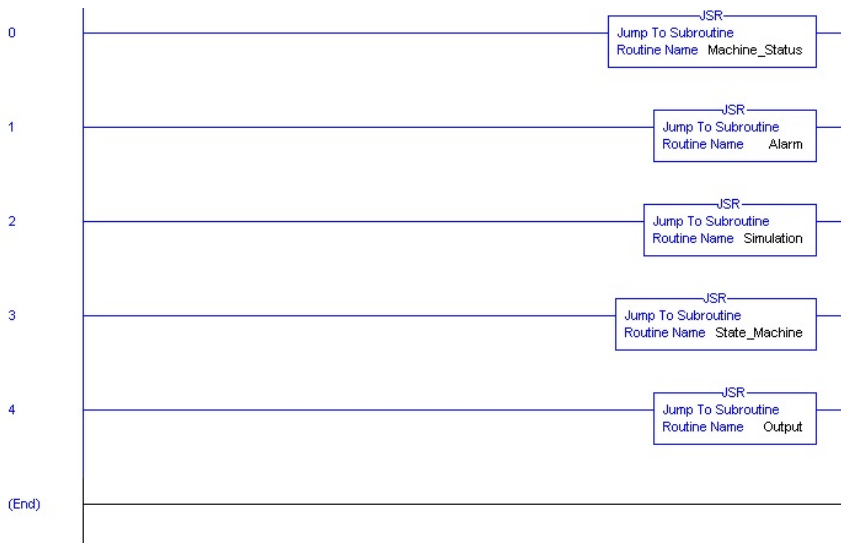 JSR
0
Jump To Subroutine
Routine Name Machine_Status
JSR
1
Jump To Subroutine
Routine Name Alarm
JSR
2
Jump To Subroutine
Routine Name Simulation
JSR
3
Jump To Subroutine
Routine Name State_Machine
JSR
4
Jump To Subroutine
Routine Name Output
(End)